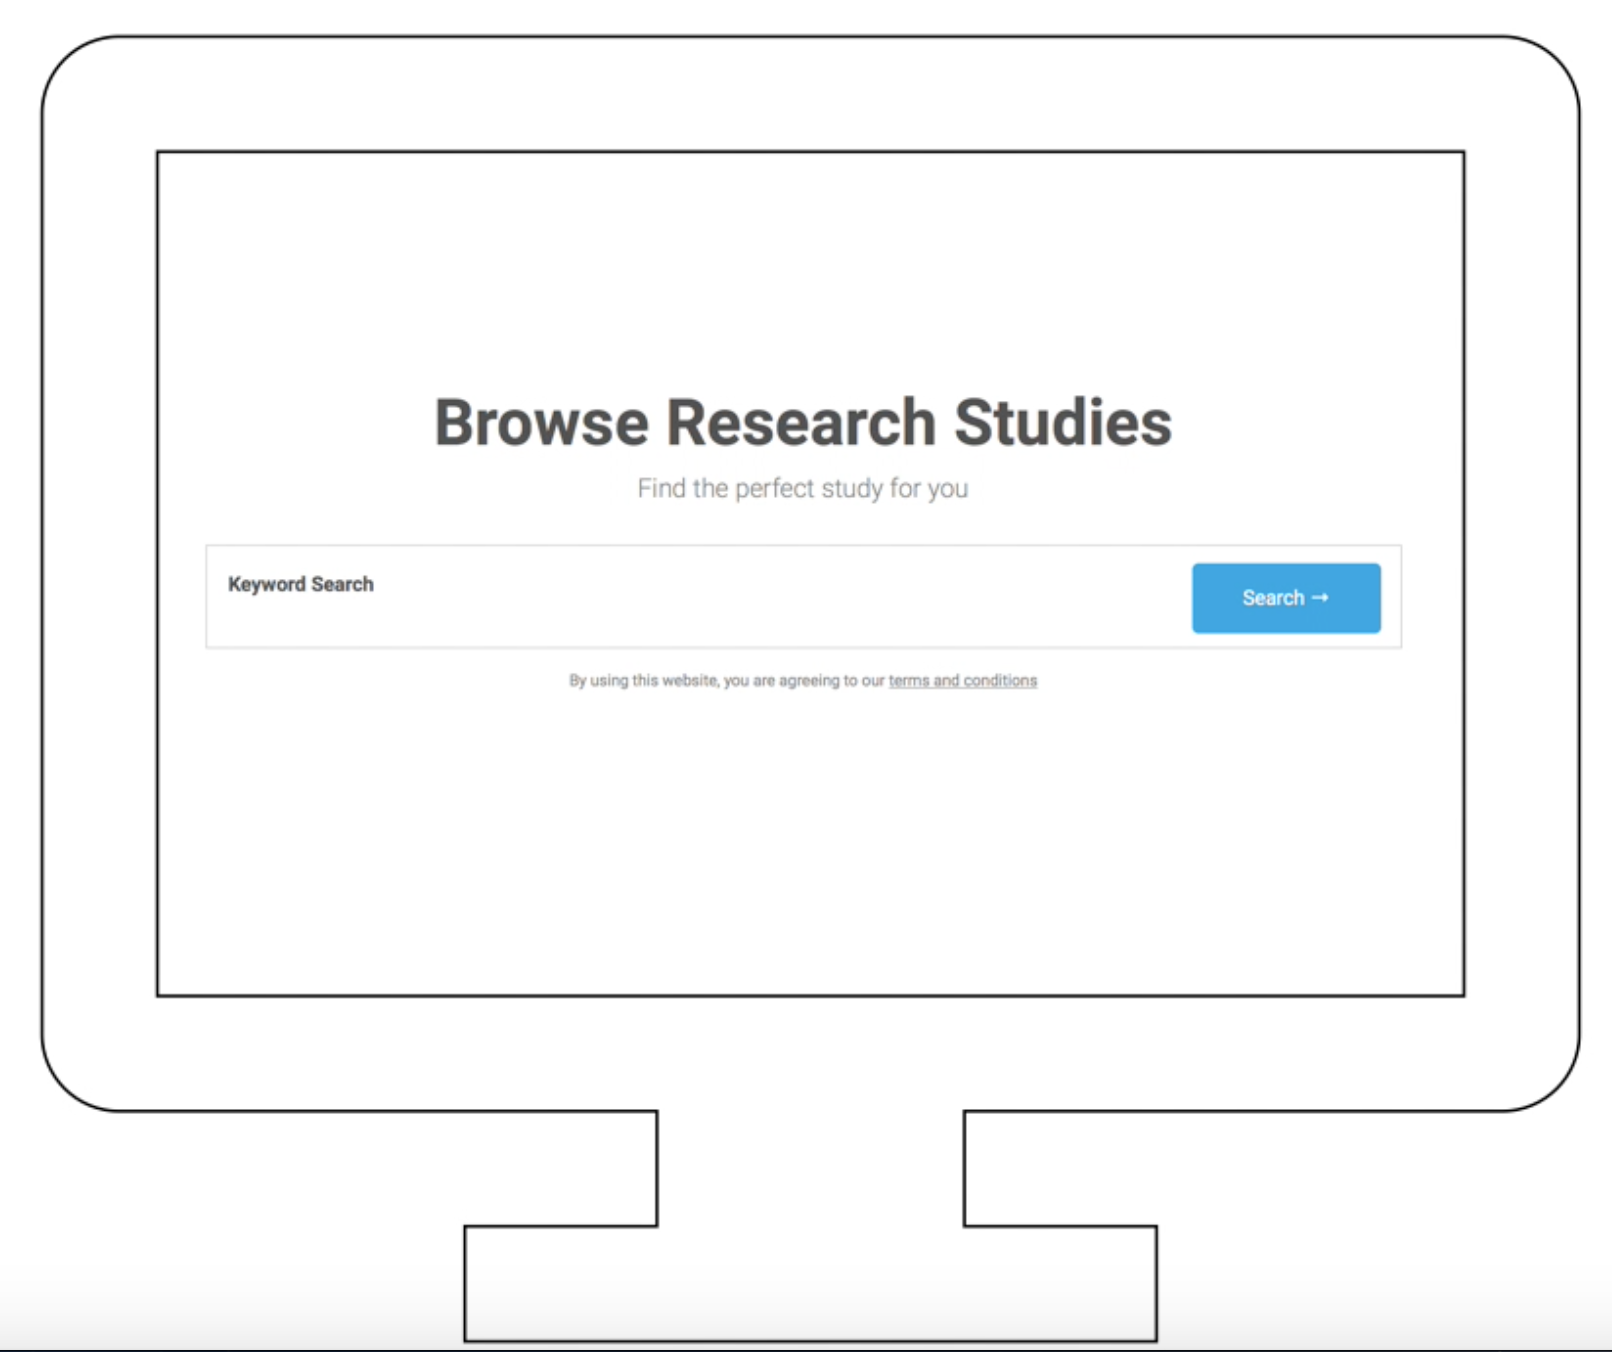 Browse Research Studies
Find the perfect study for you
Keyword Search
Search →
By using this website, you are agreeing to our terms and conditions